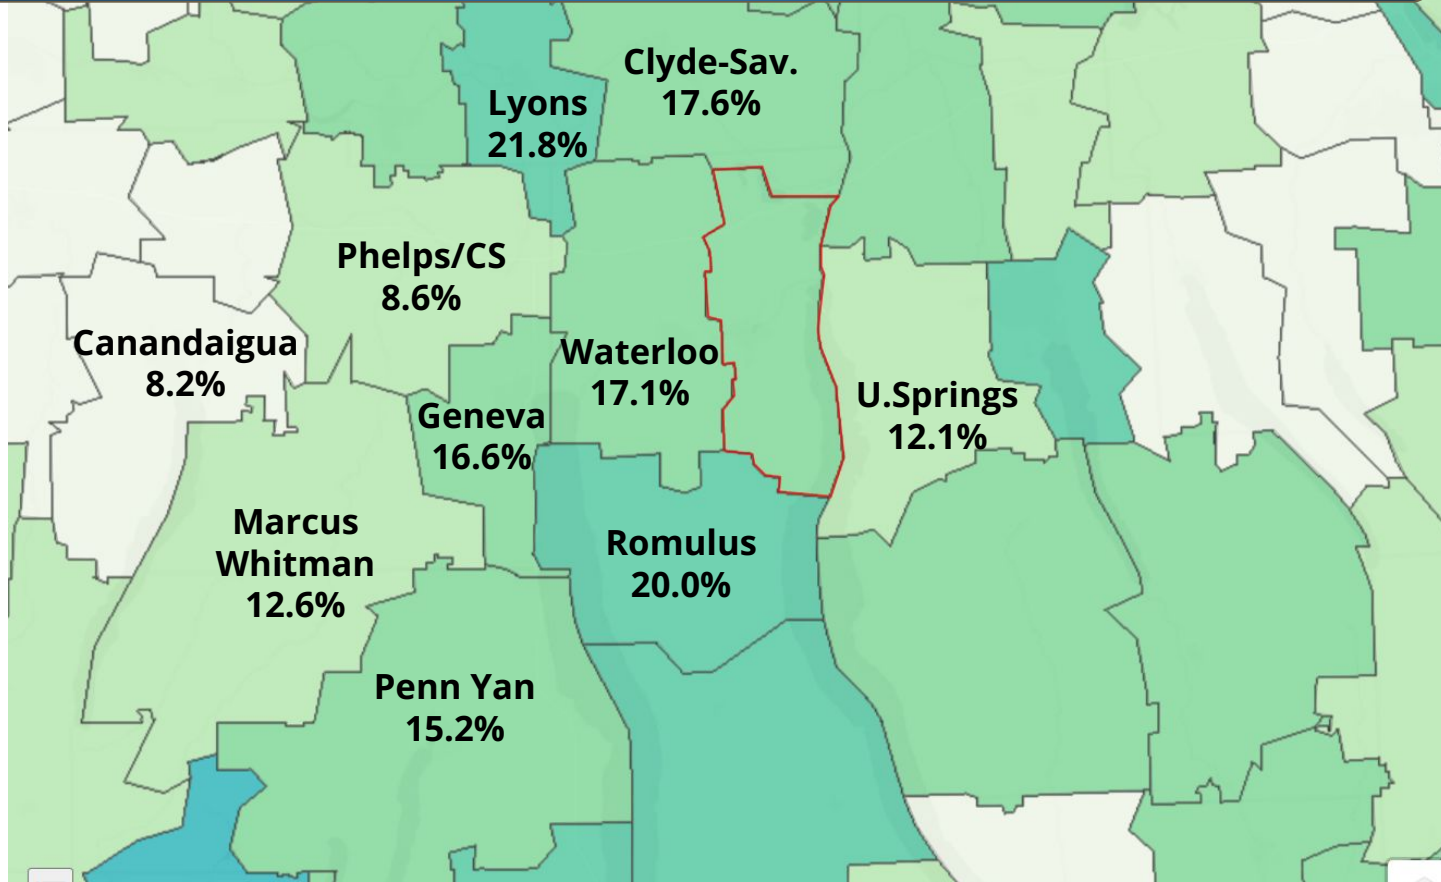 Clyde-Sav.
17.6%
Lyons
21.8%
Phelps/CS
8.6%
Canandaigua
8.2%
Waterloo
17.1%
U.Springs
12.1%
Geneva
16.6%
Marcus
Whitman
12.6%
Romulus
20.0%
Penn Yan
15.2%